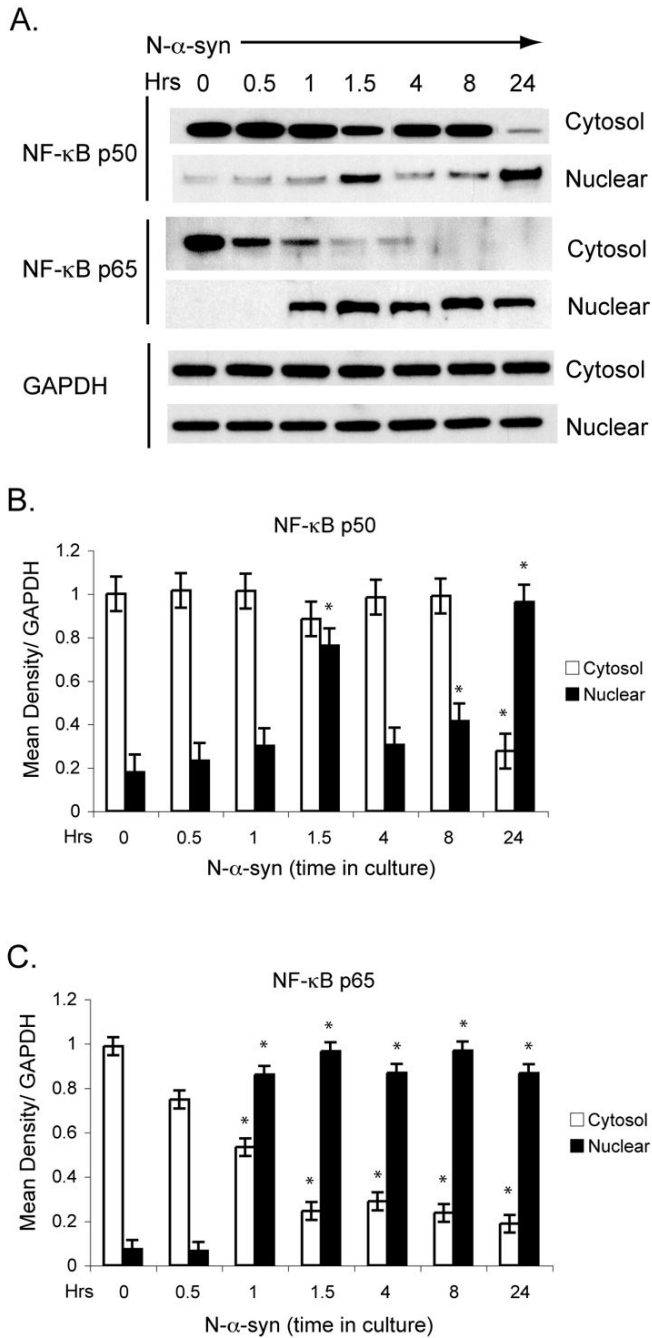 A.
N-α-syn
Hrs 0 0.5 1 1.5 4 8 24
NF-κB p50
Cytosol
Nuclear
NF-κB p65
Cytosol
Nuclear
GAPDH
Cytosol
Nuclear
B.
NF-κB p50
Mean Density/ GAPDH
1.2
1
0.8
0.6
0.4
0.2
0
* * * *
Cytosol
Nuclear
Hrs 0 0.5 1 1.5 4 8 24
N-α-syn (time in culture)
C.
NF-κB p65
Mean Density/ GAPDH
1.2
1
0.8
0.6
0.4
0.2
0
* * * * *
* * * * *
Cytosol
Nuclear
Hrs 0 0.5 1 1.5 4 8 24
N-α-syn (time in culture)